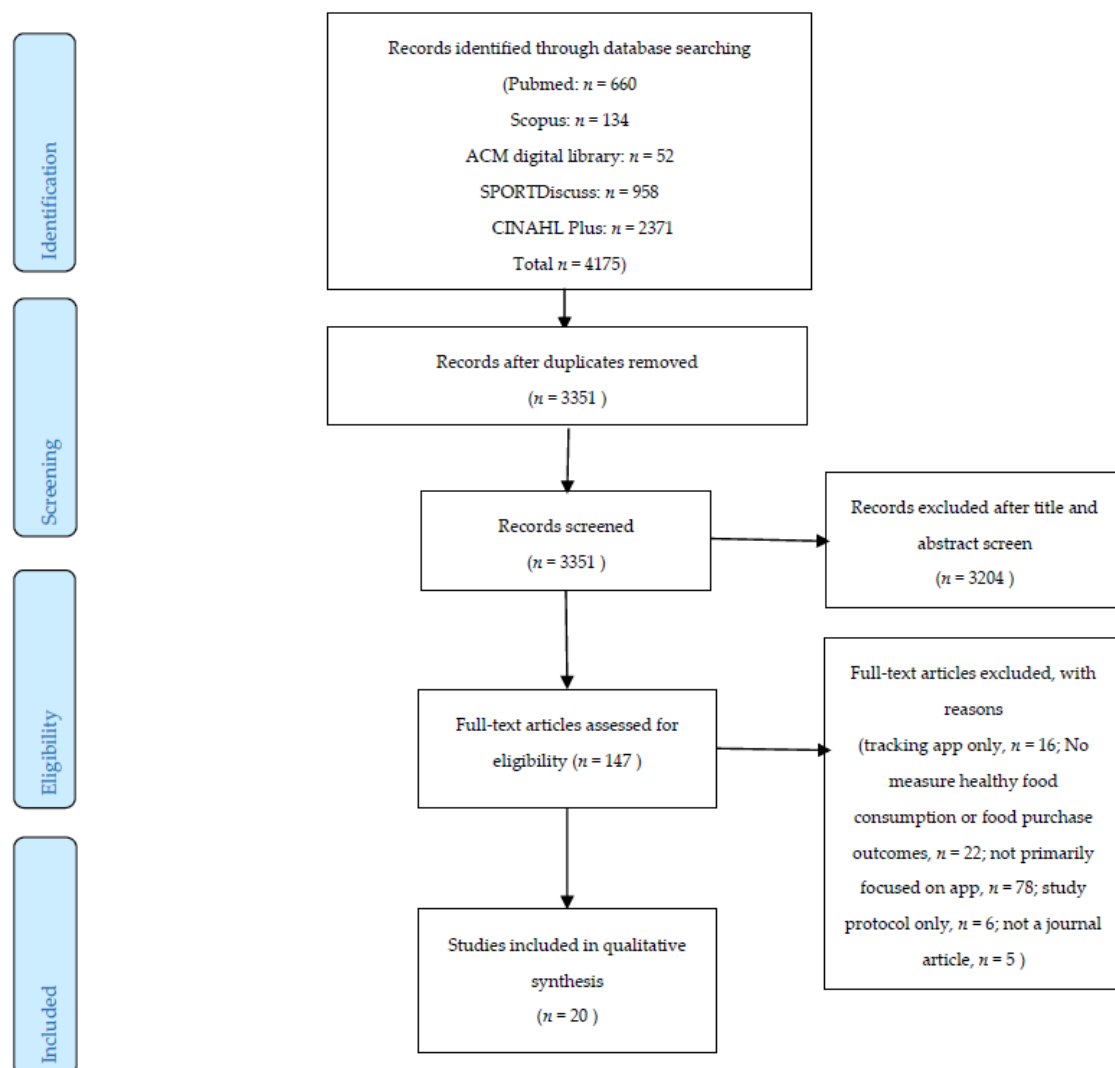 Identification
Records identified through database searching
(Pubmed: n = 660
Scopus: n = 134
ACM digital library: n = 52
SPORTDiscuss: n = 958
CINAHL Plus: n = 2371
Total n = 4175)
Screening
Records after duplicates removed
(n = 3351 )
Records screened
(n = 3351 )
Records excluded after title and
abstract screen
(n = 3204 )
Eligibility
Full-text articles assessed for
eligibility (n = 147 )
Full-text articles excluded, with
reasons
(tracking app only, n = 16; No
measure healthy food
consumption or food purchase
outcomes, n = 22; not primarily
focused on app, n = 78; study
protocol only, n = 6; not a journal
article, n = 5 )
Included
Studies included in qualitative
synthesis
(n = 20 )